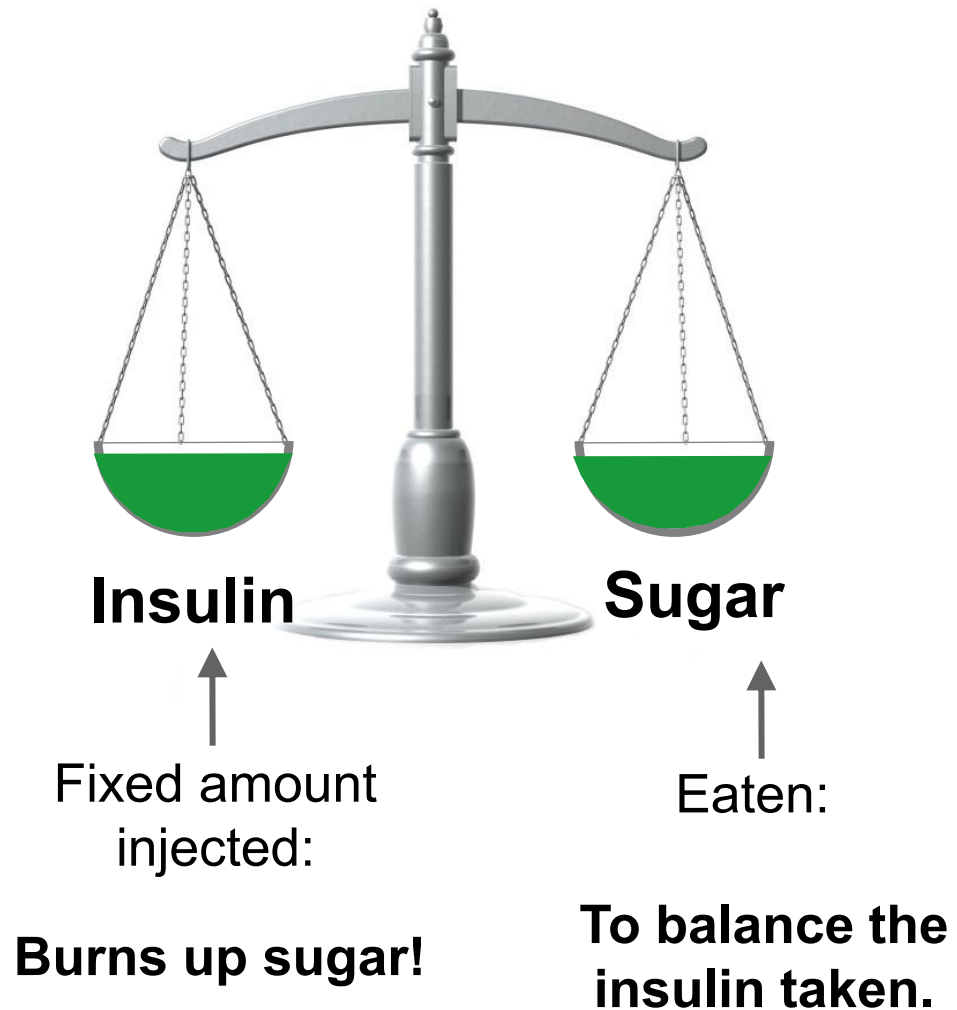 Insulin
Sugar
Fixed amount
injected:
Burns up sugar!
Eaten:
To balance the
insulin taken.